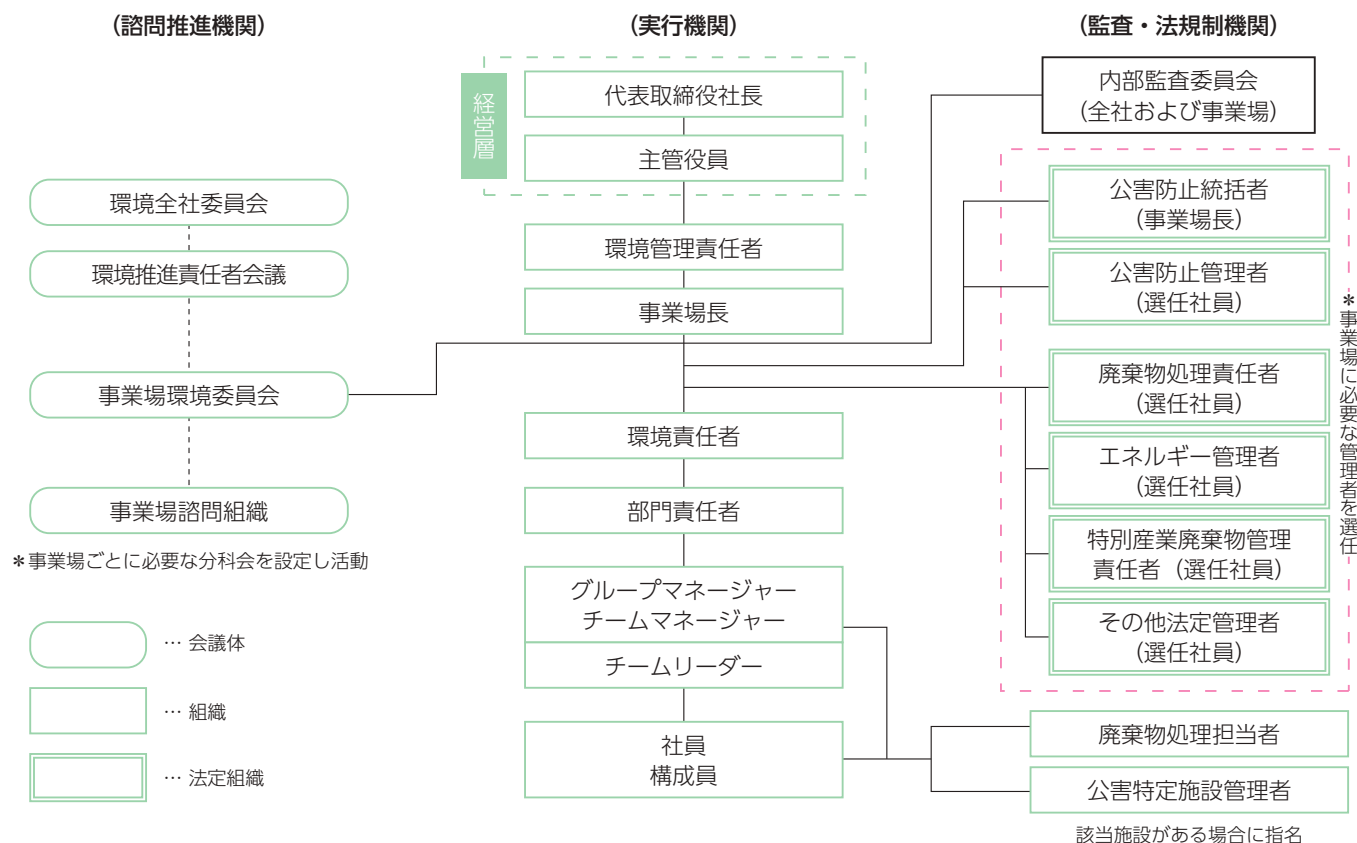 (諮問推進機関)
環境全社委員会
環境推進責任者会議
事業場環境委員会
事業場諮問組織
＊事業場ごとに必要な分科会を設定し活動
… 会議体
… 組織
… 法定組織
(実行機関)
経営層
代表取締役社長
主管役員
環境管理責任者
事業場長
環境責任者
部門責任者
グループマネージャー
チームマネージャー
チームリーダー
社員
構成員
(監査・法規制機関)
内部監査委員会
(全社および事業場)
公害防止統括者
(事業場長)
公害防止管理者
(選任社員)
廃棄物処理責任者
(選任社員)
エネルギー管理者
(選任社員)
特別産業廃棄物管理
責任者（選任社員）
その他法定管理者
(選任社員)
＊事業場に必要な管理者を選任
廃棄物処理担当者
公害特定施設管理者
該当施設がある場合に指名